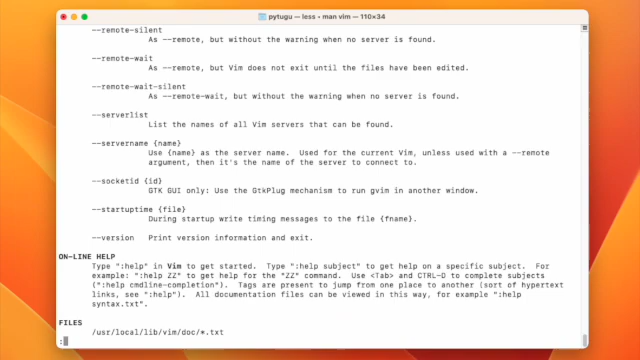 pytugu — less ‹ man vim — 110×34
--remote-silent
As --remote, but without the warning when no server is found.
--remote-wait
As --remote, but Vim does not exit until the files have been edited.
--remote-wait-silent
As --remote-wait, but without the warning when no server is found.
--serverlist
List the names of all Vim servers that can be found.
--servername {name}
Use {name} as the server name.  Used for the current Vim, unless used with a --remote
argument, then it's the name of the server to connect to.
--socketid {id}
GTK GUI only: Use the GtkPlug mechanism to run gvim in another window.
--startuptime {file}
During startup write timing messages to the file {fname}.
--version   Print version information and exit.
ON-LINE HELP
Type ":help" in Vim to get started.  Type ":help subject" to get help on a specific subject.  For
example: ":help ZZ" to get help for the "ZZ" command.  Use <Tab> and CTRL-D to complete subjects
(":help cmdline-completion").  Tags are present to jump from one place to another (sort of hypertext
links, see ":help").  All documentation files can be viewed in this way, for example ":help
syntax.txt".
FILES
/usr/local/lib/vim/doc/*.txt
: